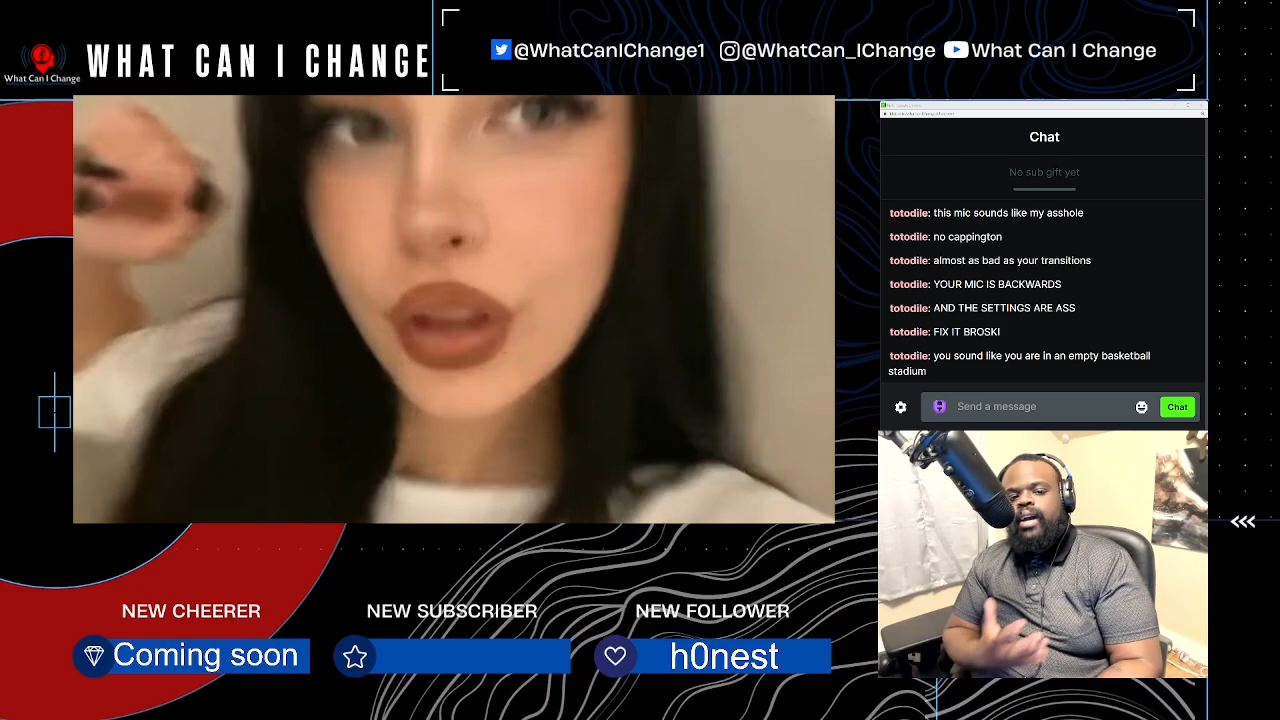 What Can I Change
WHAT CAN I CHANGE
@WhatCanIChange1 @WhatCan_IChange What Can I Change
Chat
No sub gift yet
totodile: this mic sounds like my asshole
totodile: no cappington
totodile: almost as bad as your transitions
totodile: YOUR MIC IS BACKWARDS
totodile: AND THE SETTINGS ARE ASS
totodile: FIX IT BROSKI
totodile: you sound like you are in an empty basketball
stadium
Send a message
Chat
NEW CHEERER
NEW SUBSCRIBER
NEW FOLLOWER
Coming soon
h0nest